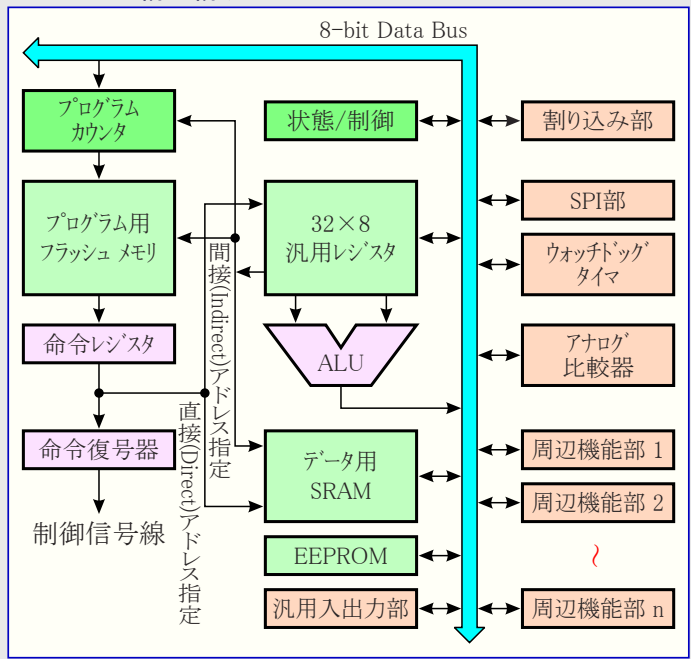 8-bit Data Bus
プログラム
カウンタ
状態/制御
割り込み部
プログラム用
フラッシュ メモリ
32×8
汎用レジスタ
SPI部
ウォッチドッグ
タイマ
間接(Indirect)アドレス指定
命令レジスタ
ALU
アナログ
比較器
直接(Direct)アドレス指定
命令復号器
データ用
SRAM
周辺機能部 1
周辺機能部 2
制御信号線
EEPROM
~
汎用入出力部
周辺機能部 n